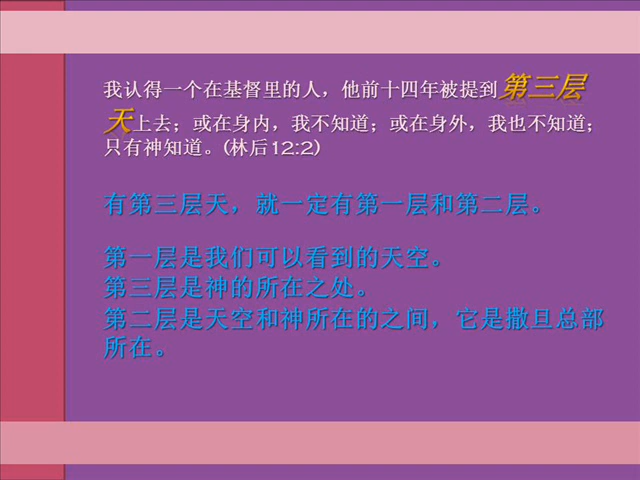 我认得一个在基督里的人，他前十四年被提到第三层
天上去；或在身内，我不知道；或在身外，我也不知道；
只有神知道。(林后12:2)
有第三层天，就一定有第一层和第二层。
第一层是我们可以看到的天空。
第三层是神的所在之处。
第二层是天空和神所在的之间，它是撒旦总部
所在。